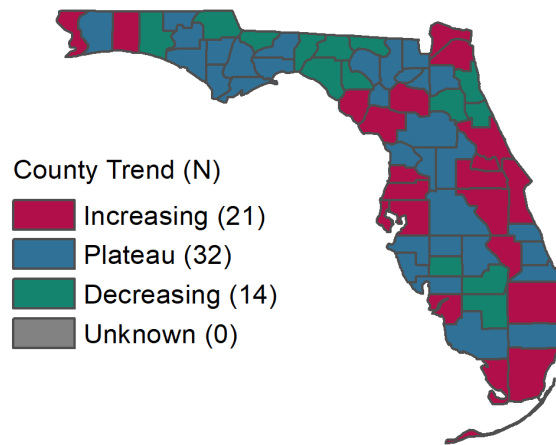 County Trend (N)
Increasing (21)
Plateau (32)
Decreasing (14)
Unknown (0)